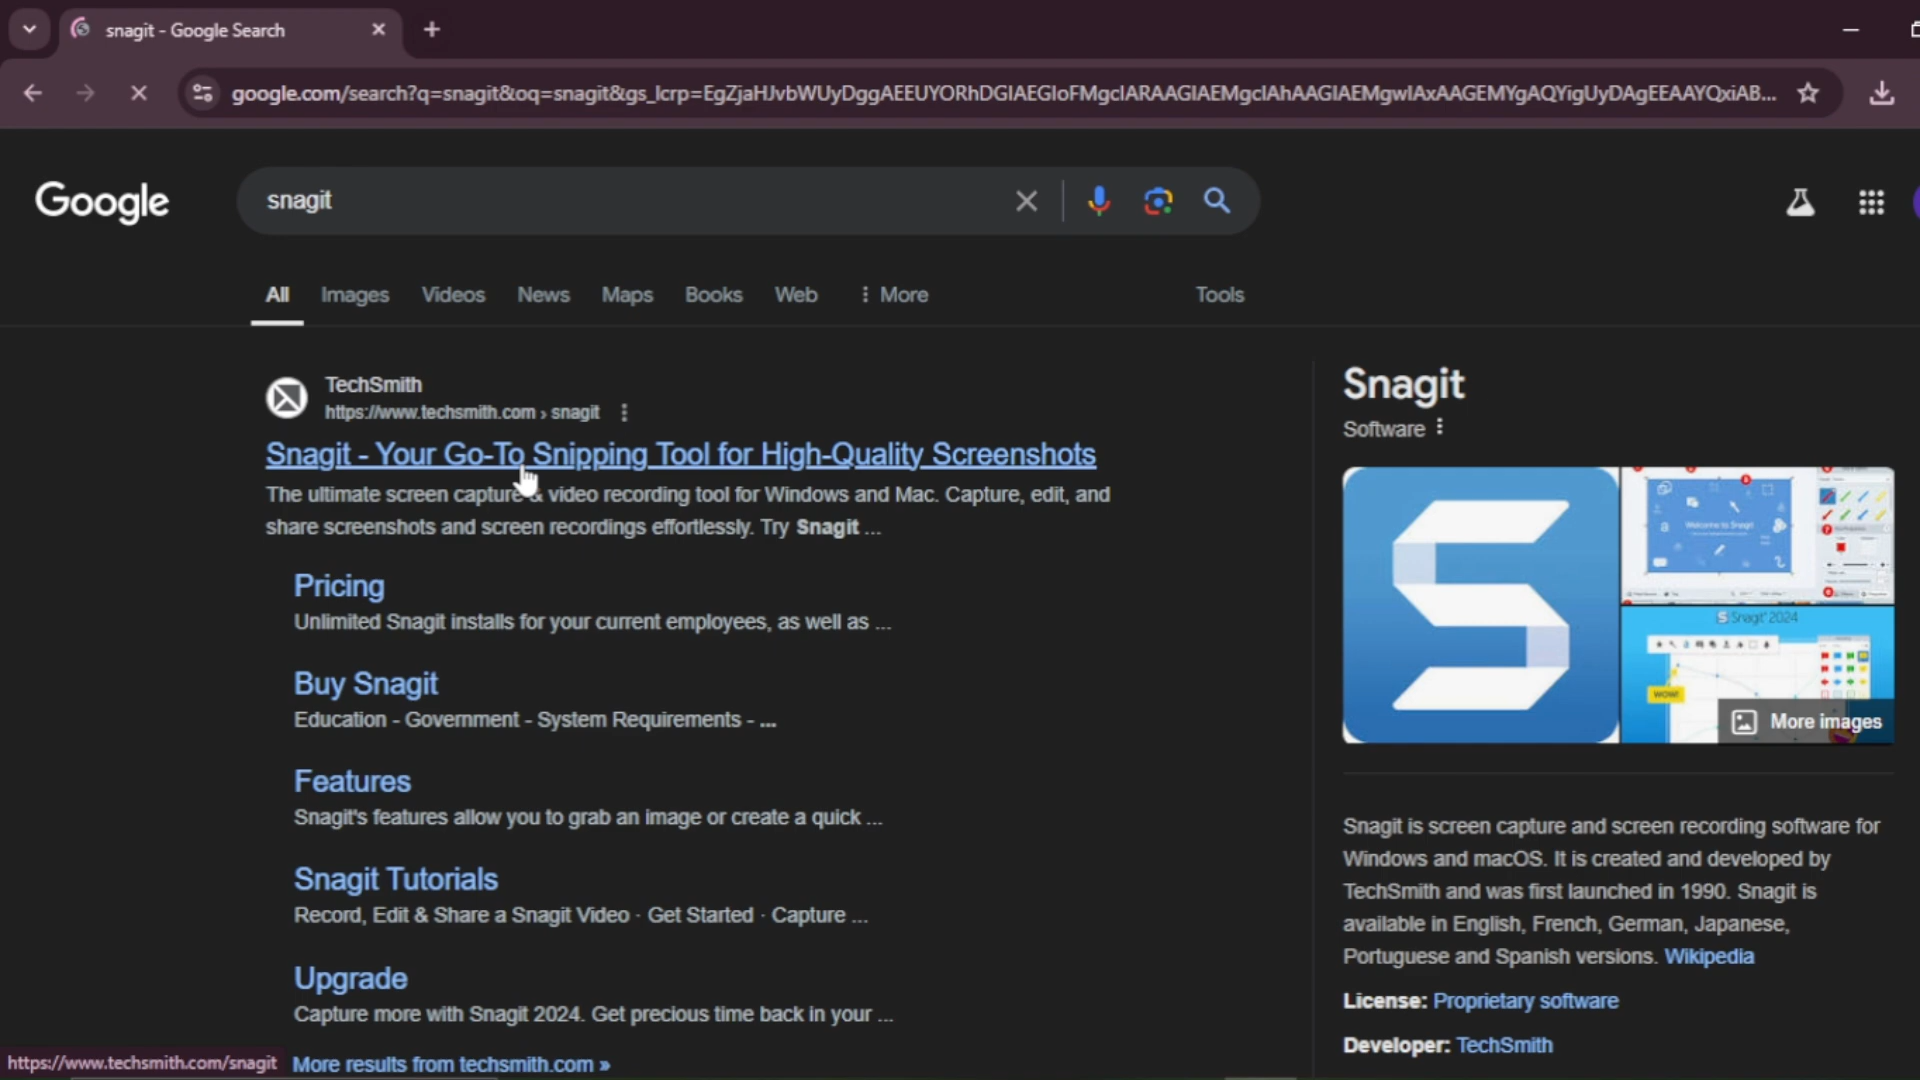 snagit - Google Search
google.com/search?q=snagit&oq=snagit&gs_lcrp=
Google
snagit
All Images Videos News Maps Books Web More Tools
TechSmith
https://www.techsmith.com › snagit
Snagit - Your Go-To Snipping Tool for High-Quality Screenshots
The ultimate screen capture & video recording tool for Windows and Mac. Capture, edit, and
share screenshots and screen recordings effortlessly. Try Snagit ...
Pricing
Unlimited Snagit installs for your current employees, as well as ...
Buy Snagit
Education - Government - System Requirements - ...
Features
Snagit's features allow you to grab an image or create a quick ...
Snagit Tutorials
Record, Edit & Share a Snagit Video · Get Started · Capture ...
Upgrade
Capture more with Snagit 2024. Get precious time back in your ...
More results from techsmith.com »
https://www.techsmith.com/snagit
Snagit
Software
Welcome to Snagit
Snagit 2024
WOW!
More images
Snagit is screen capture and screen recording software for
Windows and macOS. It is created and developed by
TechSmith and was first launched in 1990. Snagit is
available in English, French, German, Japanese,
Portuguese and Spanish versions. Wikipedia
License: Proprietary software
Developer: TechSmith